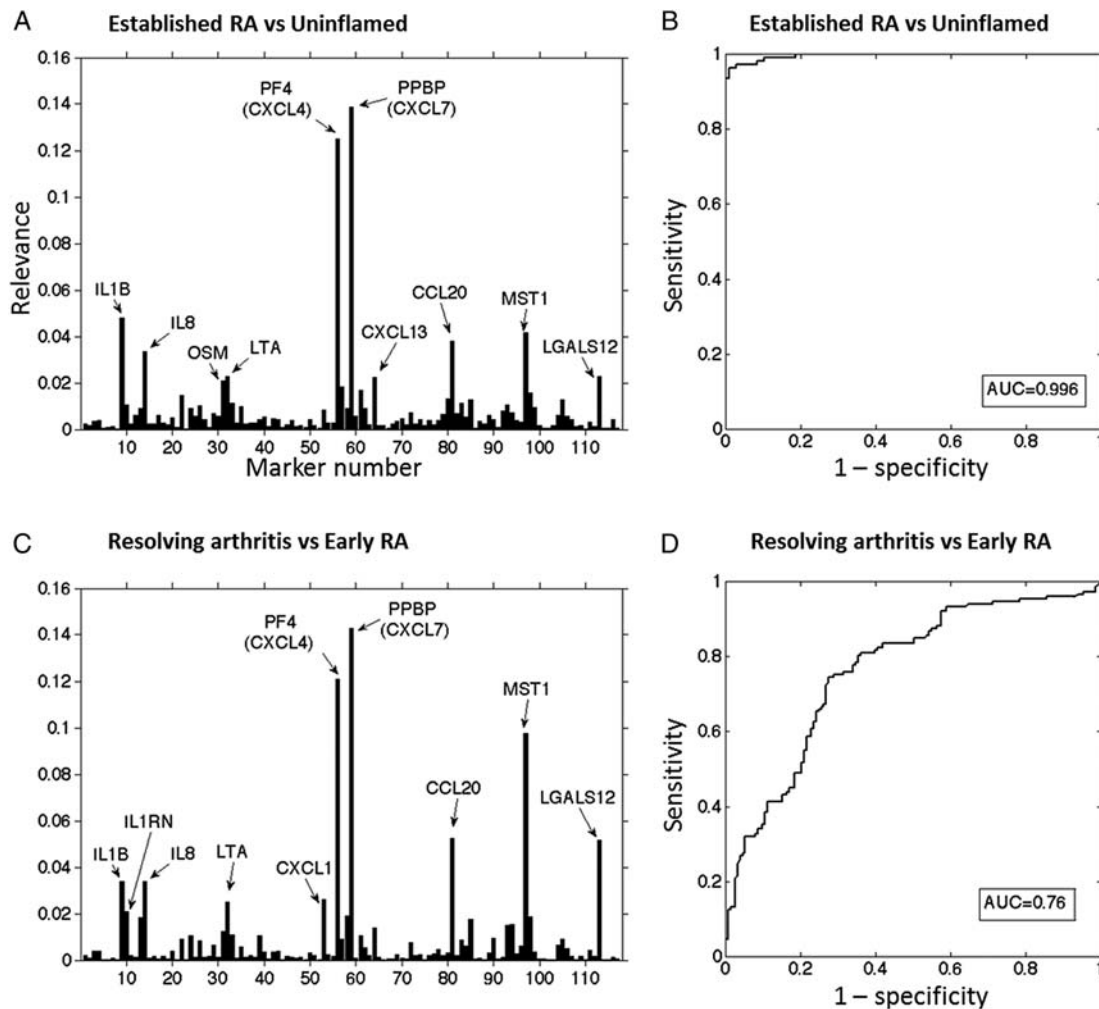 A Established RA vs Uninflamed
0.16
0.14
0.12
0.1
0.08
0.06
0.04
0.02
0
Relevance
PF4
(CXCL4)
PPBP
(CXCL7)
IL1B
IL8
OSM
LTA
CXCL13
CCL20
MST1
LGALS12
10 20 30 40 50 60 70 80 90 100 110
Marker number
B Established RA vs Uninflamed
1
0.8
0.6
0.4
0.2
0
Sensitivity
AUC=0.996
0 0.2 0.4 0.6 0.8 1
1 – specificity
C Resolving arthritis vs Early RA
0.16
0.14
0.12
0.1
0.08
0.06
0.04
0.02
0
PF4
(CXCL4)
PPBP
(CXCL7)
MST1
IL1B
IL1RN
IL8
LTA
CXCL1
CCL20
LGALS12
10 20 30 40 50 60 70 80 90 100 110
D Resolving arthritis vs Early RA
1
0.8
0.6
0.4
0.2
0
Sensitivity
AUC=0.76
0 0.2 0.4 0.6 0.8 1
1 – specificity